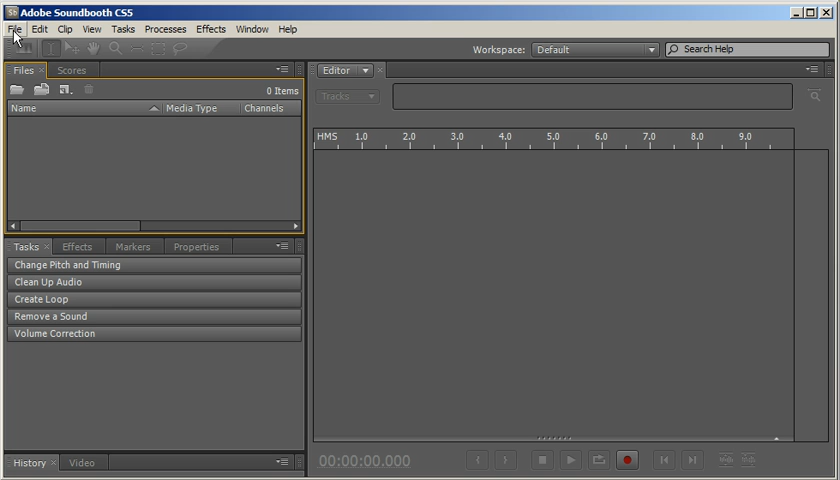 Sb Adobe Soundbooth CS5
File Edit Clip View Tasks Processes Effects Window Help
Workspace: Default Search Help
Files Scores
0 Items
Name Media Type Channels
Tasks Effects Markers Properties
Change Pitch and Timing
Clean Up Audio
Create Loop
Remove a Sound
Volume Correction
History Video
Editor
Tracks
HMS 1.0 2.0 3.0 4.0 5.0 6.0 7.0 8.0 9.0
00:00:00.000